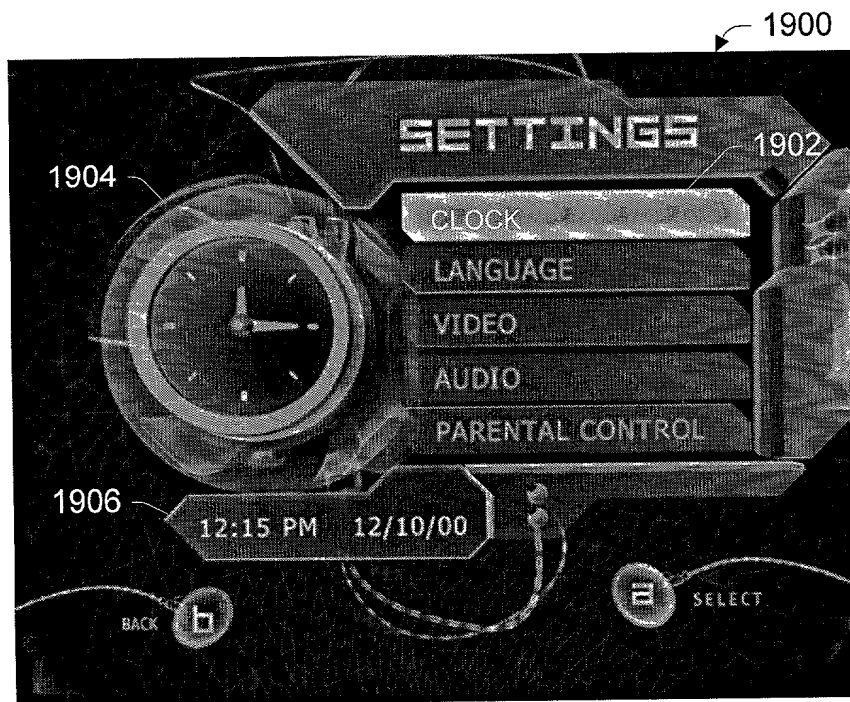 1900
SETTINGS
1902
1904
CLOCK
LANGUAGE
VIDEO
AUDIO
PARENTAL CONTROL
1906
12:15 PM 12/10/00
BACK b
a SELECT